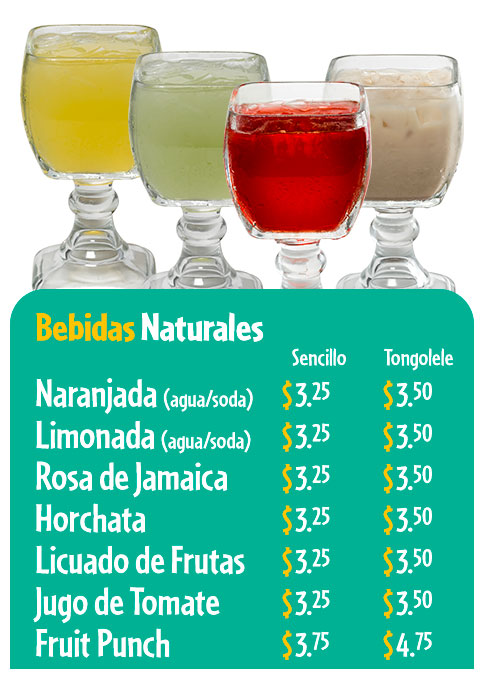 Bebidas Naturales
Sencillo Tongolele
Naranjada (agua/soda) $3.25 $3.50
Limonada (agua/soda) $3.25 $3.50
Rosa de Jamaica $3.25 $3.50
Horchata $3.25 $3.50
Licuado de Frutas $3.25 $3.50
Jugo de Tomate $3.25 $3.50
Fruit Punch $3.75 $4.75